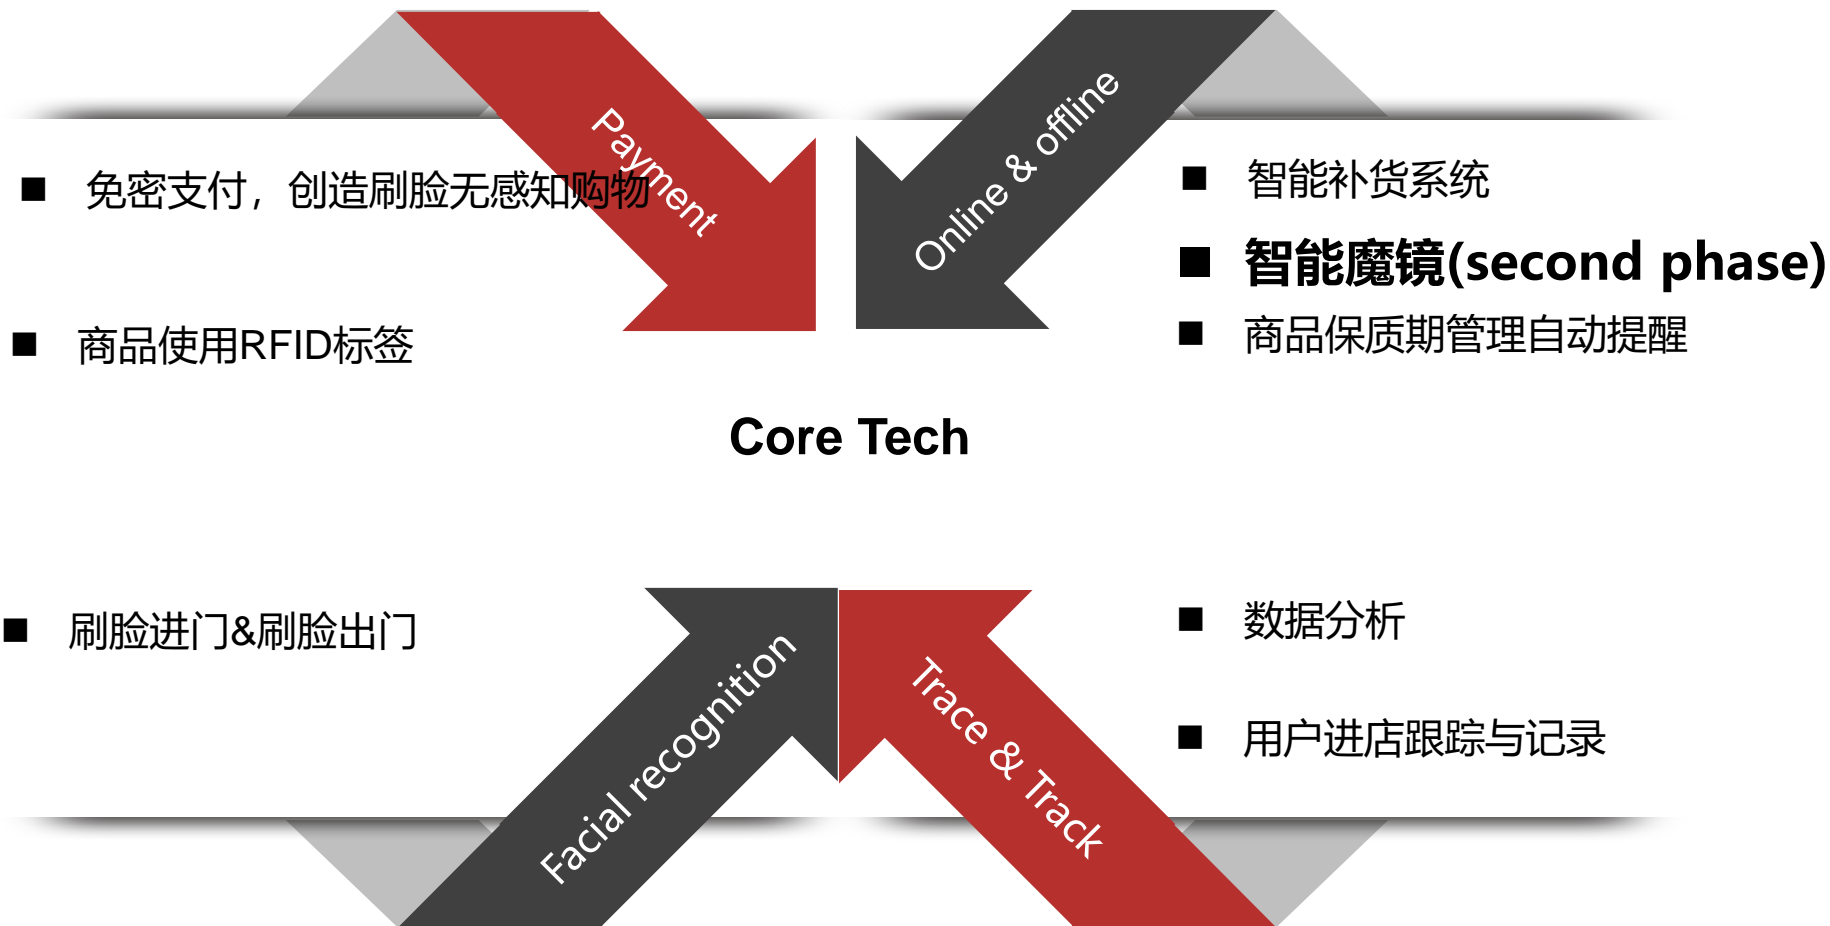 Payment
免密支付，创造刷脸无感知购物
商品使用RFID标签
Online & offline
智能补货系统
智能魔镜(second phase)
商品保质期管理自动提醒
Core Tech
刷脸进门&刷脸出门
Facial recognition
Trace & Track
数据分析
用户进店跟踪与记录